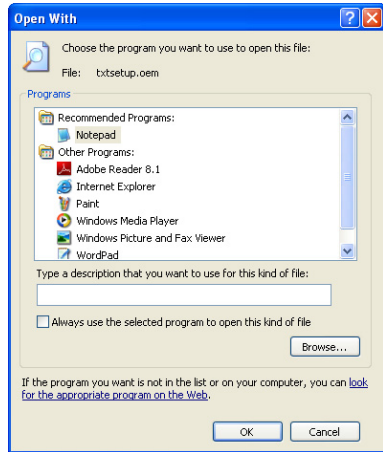 Open With
Choose the program you want to use to open this file:
File: txtsetup.oem
Programs
Recommended Programs:
Notepad
Other Programs:
Adobe Reader 8.1
Internet Explorer
Paint
Windows Media Player
Windows Picture and Fax Viewer
WordPad
Type a description that you want to use for this kind of file:
Always use the selected program to open this kind of file
Browse...
If the program you want is not in the list or on your computer, you can look
for the appropriate program on the Web.
OK Cancel